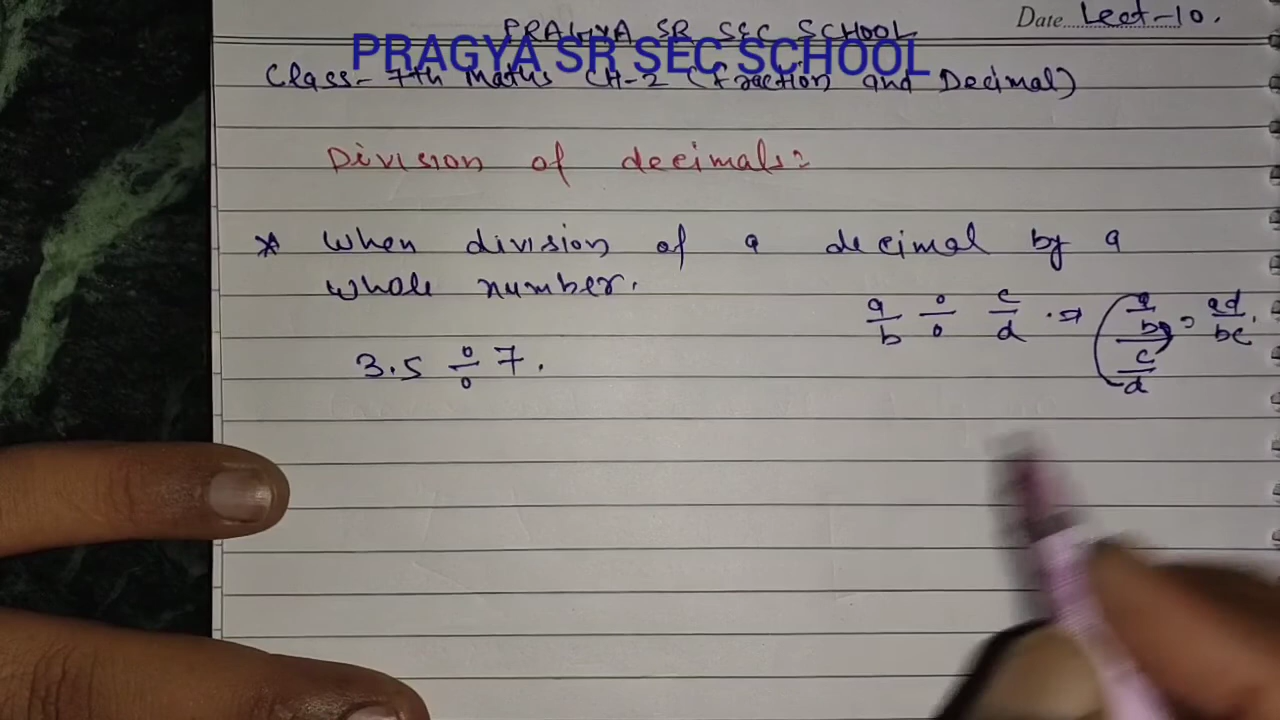 Date Lect-10.
PRAGYA SR SEC SCHOOL
PRAGYA SR SEC SCHOOL
Class- 7th Maths CH-2 (Fraction and Decimal)
Division of decimals:
* When division of a decimal by a
whole number.
a/b ÷ c/d ⇒ (a/b)/(c/d) = ad/bc.
3.5 ÷ 7.